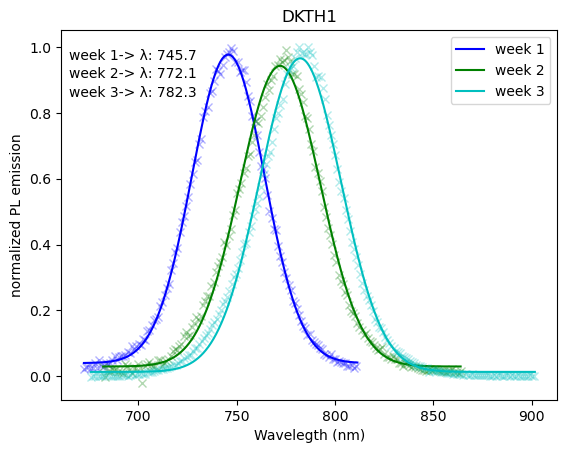 DKTH1
week 1-> λ: 745.7
week 2-> λ: 772.1
week 3-> λ: 782.3
week 1
week 2
week 3
normalized PL emission
1.0
0.8
0.6
0.4
0.2
0.0
700 750 800 850 900
Wavelegth (nm)